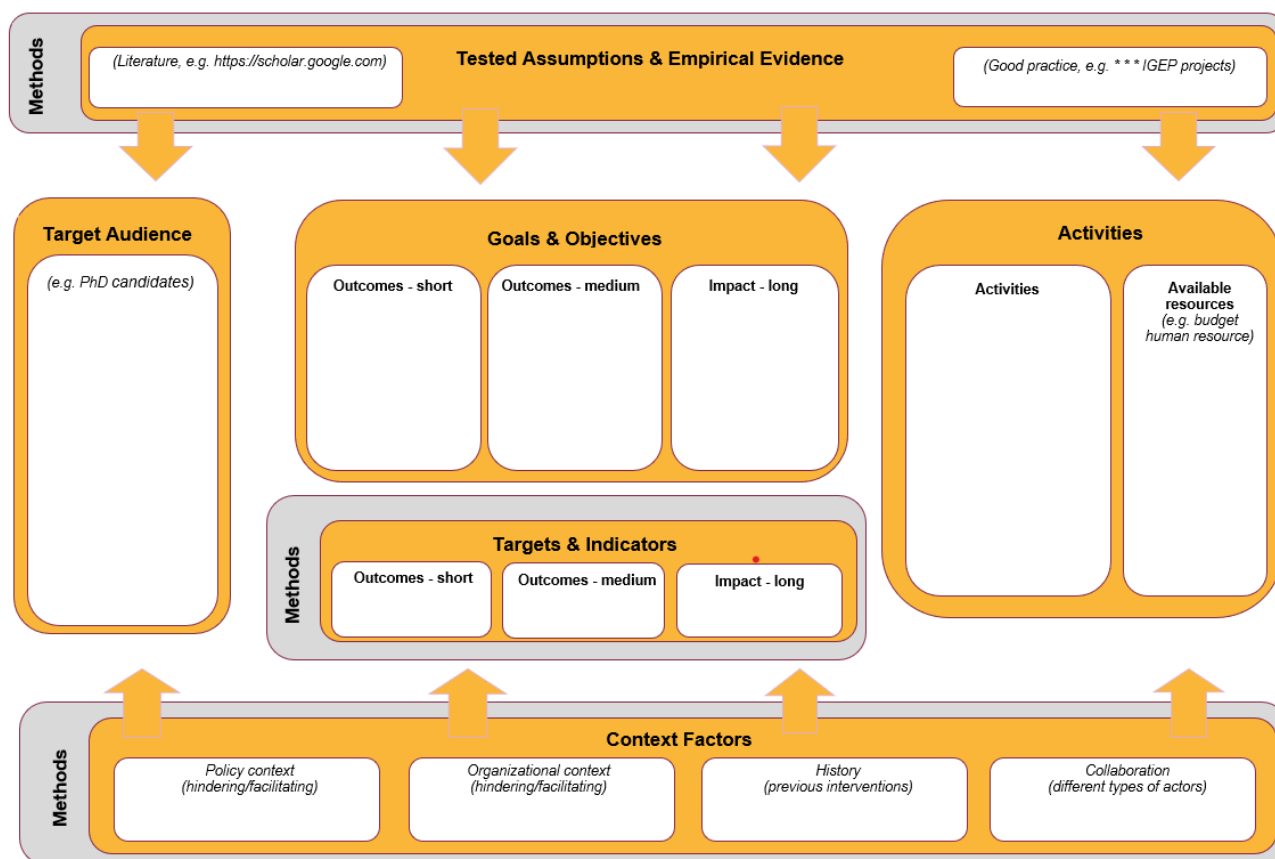 Methods
Tested Assumptions & Empirical Evidence
(Literature, e.g. https://scholar.google.com)
(Good practice, e.g. * * * IGEP projects)
Target Audience
(e.g. PhD candidates)
Goals & Objectives
Outcomes - short
Outcomes - medium
Impact - long
Activities
Activities
Available
resources
(e.g. budget
human resource)
Methods
Targets & Indicators
Outcomes - short
Outcomes - medium
Impact - long
Methods
Context Factors
Policy context
(hindering/facilitating)
Organizational context
(hindering/facilitating)
History
(previous interventions)
Collaboration
(different types of actors)